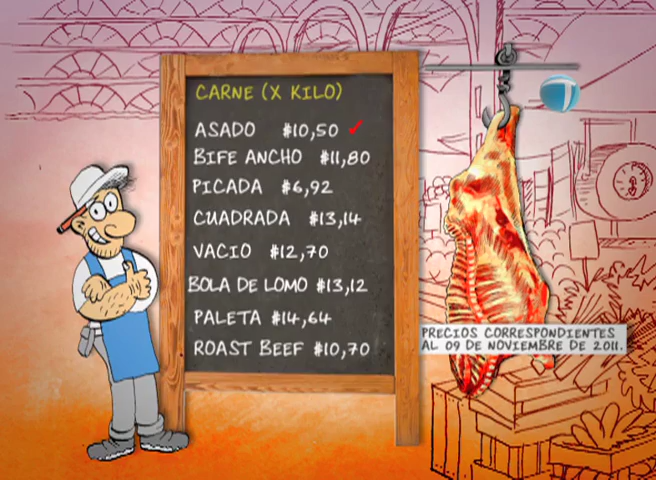 CARNE (X KILO)
ASADO $10,50
BIFE ANCHO $11,80
PICADA $6,92
CUADRADA $13,14
VACIO $12,70
BOLA DE LOMO $13,12
PALETA $14,64
ROAST BEEF $10,70
PRECIOS CORRESPONDIENTES
AL 09 DE NOVIEMBRE DE 2011.